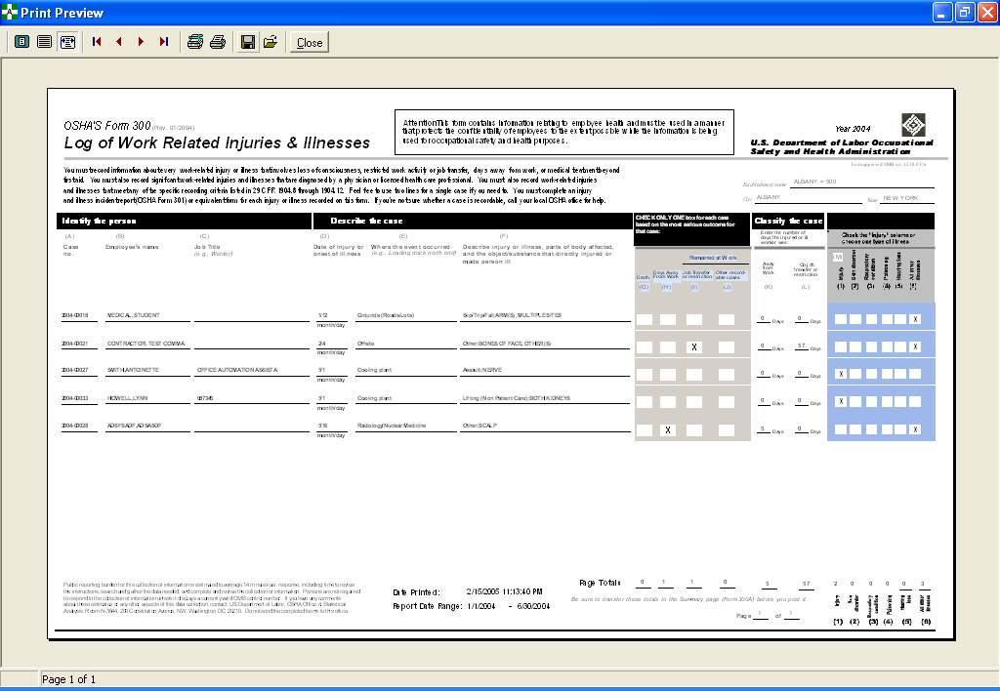 Print Preview
Close
OSHA'S Form 300 (Rev. 01/2004)
Log of Work Related Injuries & Illnesses
Attention This form contains information relating to employee health and must be used in a manner
that protects the confidentiality of employees to the extent possible while the information is being
used for occupational safety and health purposes.
Year 2004
U.S. Department of Labor Occupational
Safety and Health Administration
You must record information about every work-related injury or illness that involves loss of consciousness, restricted work activity or job transfer, days away from work, or medical treatment beyond
first aid. You must also record significant work-related injuries and illnesses that are diagnosed by a physician or licensed health care professional. You must also record work-related injuries
and illnesses that meet any of the specific recording criteria listed in 29 CFR 1904.8 through 1904.12. Feel free to use two lines for a single case if you need to. You must complete an injury
and illness incident report (OSHA Form 301) or equivalent form for each injury or illness recorded on this form. If you're not sure whether a case is recordable, call your local OSHA office for help.
Establishment name ALBANY - 500
City ALBANY State NEW YORK
Identify the person Describe the case
CHECK ONLY ONE box for each case
based on the most serious outcome for
that case:
Classify the case
Enter the number of
days the injured or ill
worker was:
Check the "injury" column or
choose one type of illness
(A) (B) (C) (D) (E) (F)
Case no. Employee's name Job Title (e.g., Welder) Date of injury or onset of illness Where the event occurred (e.g., Loading dock north end) Describe injury or illness, parts of body affected, and the object/substance that directly injured or made person ill
Remained at Work
Death Days Away From Work Job Transfer or restriction Other record-able cases
(G) (H) (I) (J)
Away From Work On job transfer or restriction
(K) (L)
(M) Injury Skin disorder Respiratory condition Poisoning Hearing loss All other illnesses
(1) (2) (3) (4) (5) (6)
2004-00018 MEDICAL, STUDENT 1/12 Grounds (Roads/Lots) Slip/Trip/Fall;ARM(S), MULTIPLE SITES 0 Days 0 Days X
month/day
2004-00021 CONTRACTOR, TEST COMMA 2/4 Offsite Other;BONES OF FACE, OTHER(S) X 0 Days 57 Days X
month/day
2004-00027 SMITH,ANTOINETTE OFFICE AUTOMATION ASSISTA 5/1 Cooling plant Assault;NERVE 0 Days 0 Days X
month/day
2004-00033 HOWELL,LYNN 087345 5/1 Cooling plant Lifting (Non Patient Care);BOTH KIDNEYS 0 Days 0 Days X
month/day
2004-00028 ADSFSADF,ADSASDF 5/16 Radiology/Nuclear Medicine Other;SCALP X 5 Days 0 Days X
month/day
Public reporting burden for this collection of information is estimated to average 14 minutes per response, including time to review
the instructions, search and gather the data needed, and complete and review the collection of information. Persons are not required
to respond to the collection of information unless it displays a current valid OMB control number. If you have any comments
about these estimates or any other aspects of this data collection, contact: US Department of Labor, OSHA Office of Statistical
Analysis, Room N-3644, 200 Constitution Avenue, NW, Washington, DC 20210. Do not send the completed forms to this office.
Date Printed: 2/15/2005 11:13:40 PM
Report Date Range: 1/1/2004 - 6/30/2004
Page Totals 0 1 1 0 5 57 2 0 0 0 0 3
Be sure to transfer these totals to the Summary page (Form 300A) before you post it.
Page 1 of 1
Injury Skin disorder Respiratory condition Poisoning Hearing loss All other illnesses
(1) (2) (3) (4) (5) (6)
Page 1 of 1